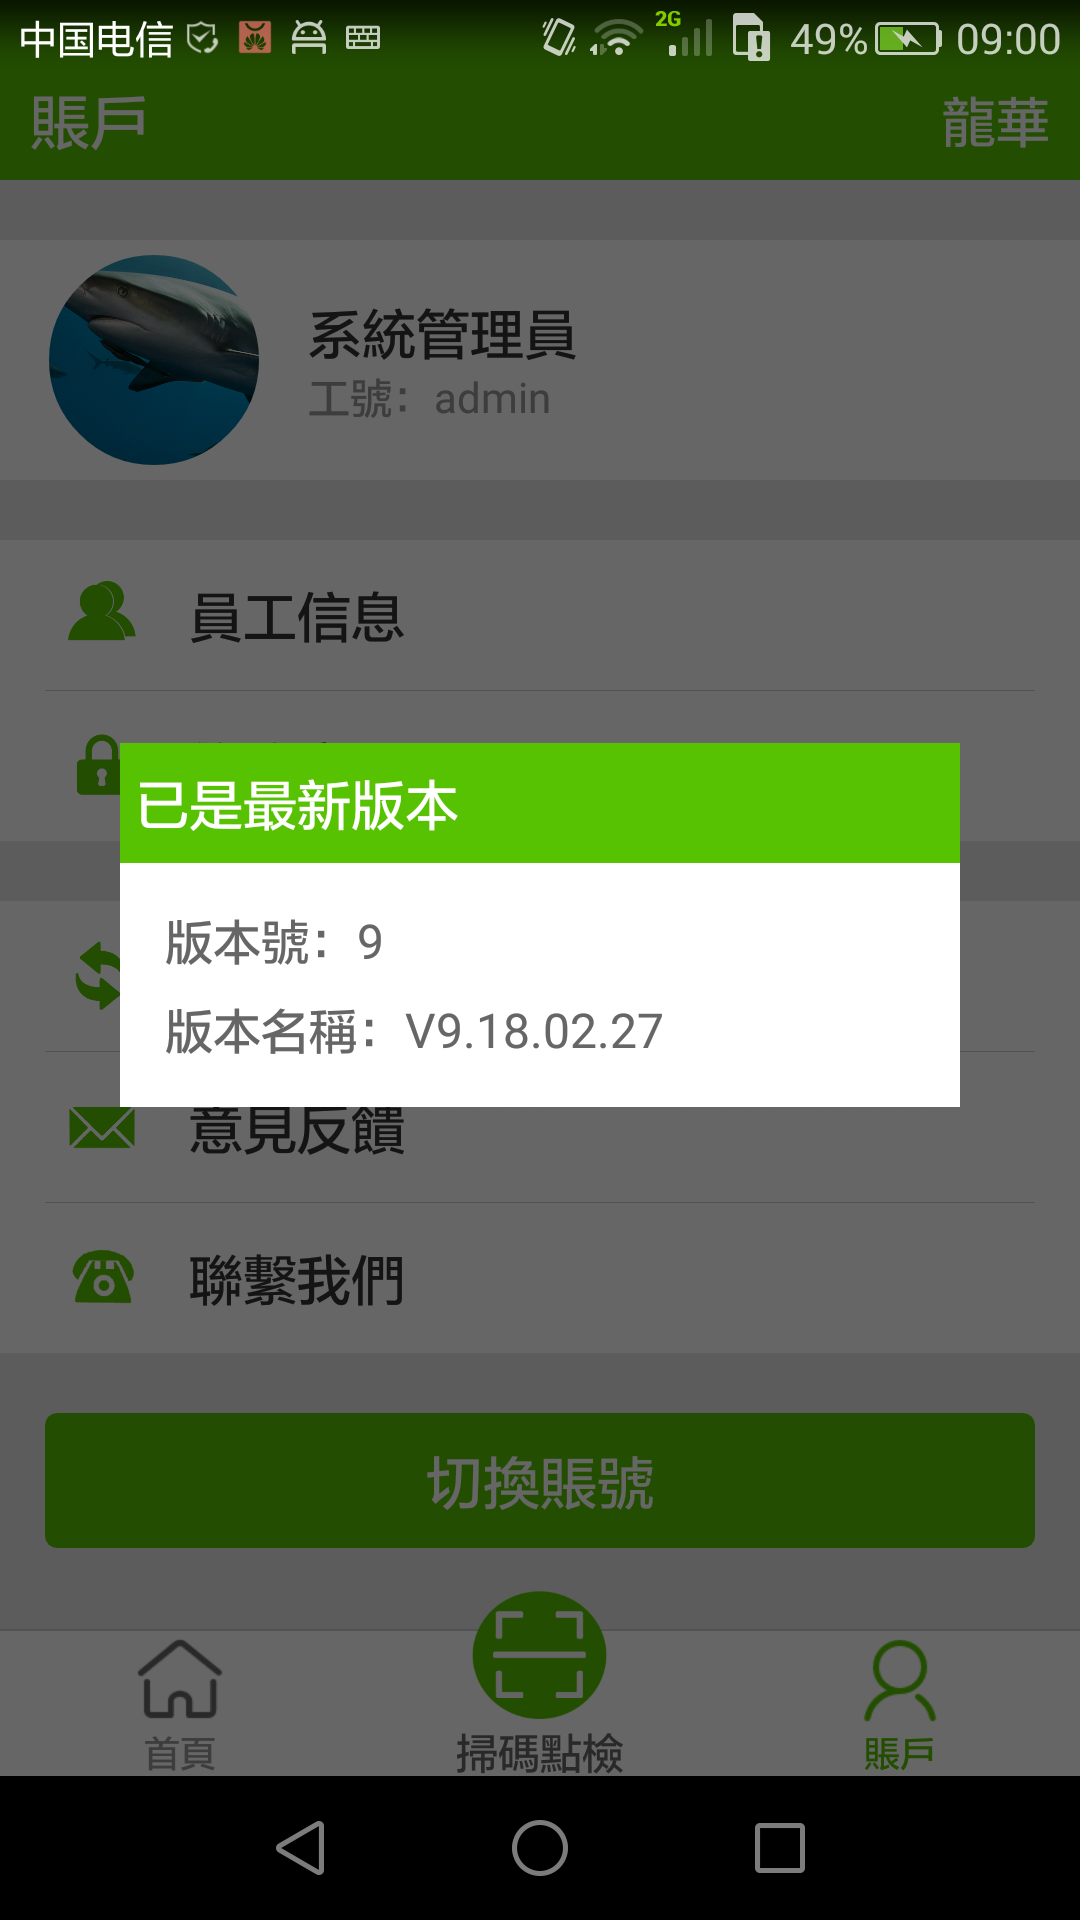 中国电信 2G 49% 09:00
賬戶 龍華
系統管理員
工號：admin
員工信息
已是最新版本
版本號：9
版本名稱：V9.18.02.27
意見反饋
聯繫我們
切換賬號
首頁 掃碼點檢 賬戶